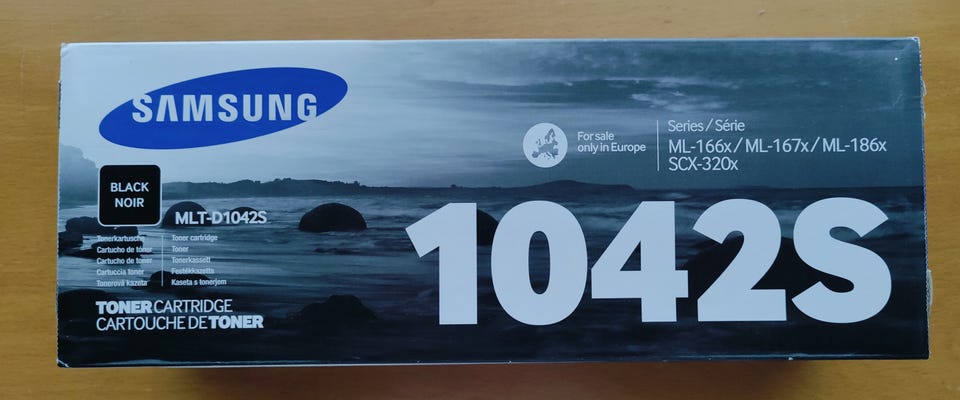 SAMSUNG
For sale
only in Europe
Series / Série
ML-166x / ML-167x / ML-186x
SCX-320x
BLACK
NOIR
MLT-D1042S
1042S
Tonerkartusche
Cartucho de tóner
Cartucho de toner
Cartuccia toner
Tonerová kazeta
Toner cartridge
Toner
Tonerkassett
Festékkazetta
Kaseta s tonerjem
TONER CARTRIDGE
CARTOUCHE DE TONER